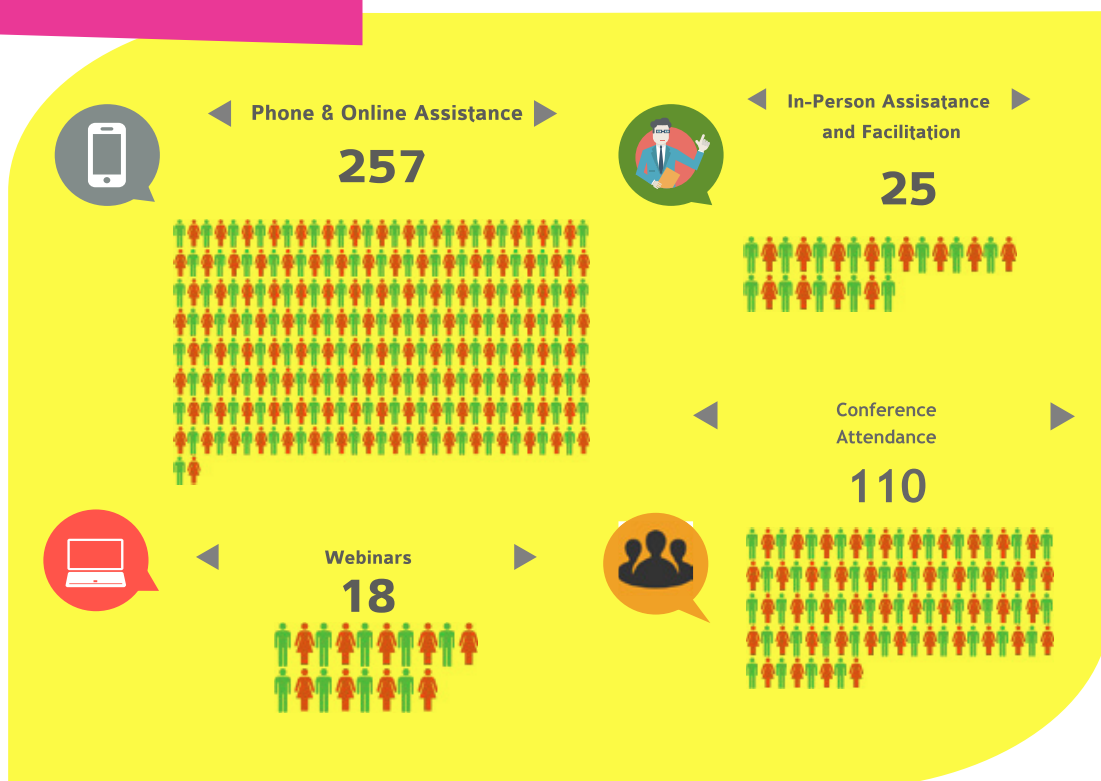 Phone & Online Assistance
257
In-Person Assisatance
and Facilitation
25
Webinars
18
Conference
Attendance
110